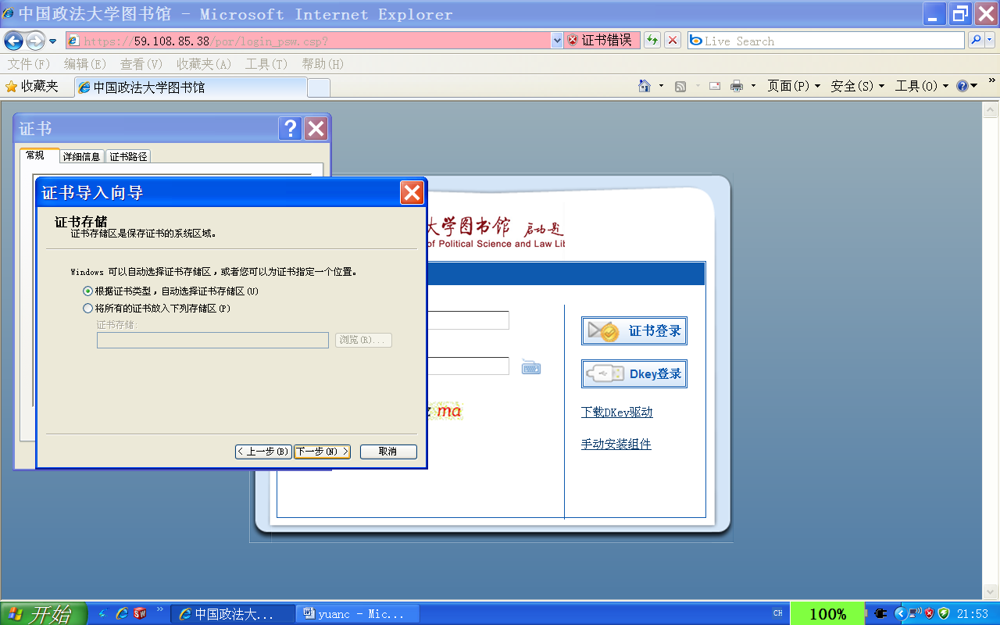 中国政法大学图书馆 - Microsoft Internet Explorer
https://59.108.85.38/por/login_psw.csp?
证书错误
Live Search
文件(F) 编辑(E) 查看(V) 收藏夹(A) 工具(T) 帮助(H)
收藏夹
中国政法大学图书馆
页面(P) 安全(S) 工具(O)
证书
常规 详细信息 证书路径
证书导入向导
证书存储
证书存储区是保存证书的系统区域。
Windows 可以自动选择证书存储区，或者您可以为证书指定一个位置。
根据证书类型，自动选择证书存储区(U)
将所有的证书放入下列存储区(P)
证书存储:
浏览(R)...
< 上一步(B) 下一步(N) > 取消
大学图书馆 启功题
of Political Science and Law Lib
证书登录
Dkey登录
ma
下载DKey驱动
手动安装组件
开始
中国政法大...
yuanc - Mic...
CH
100%
21:53